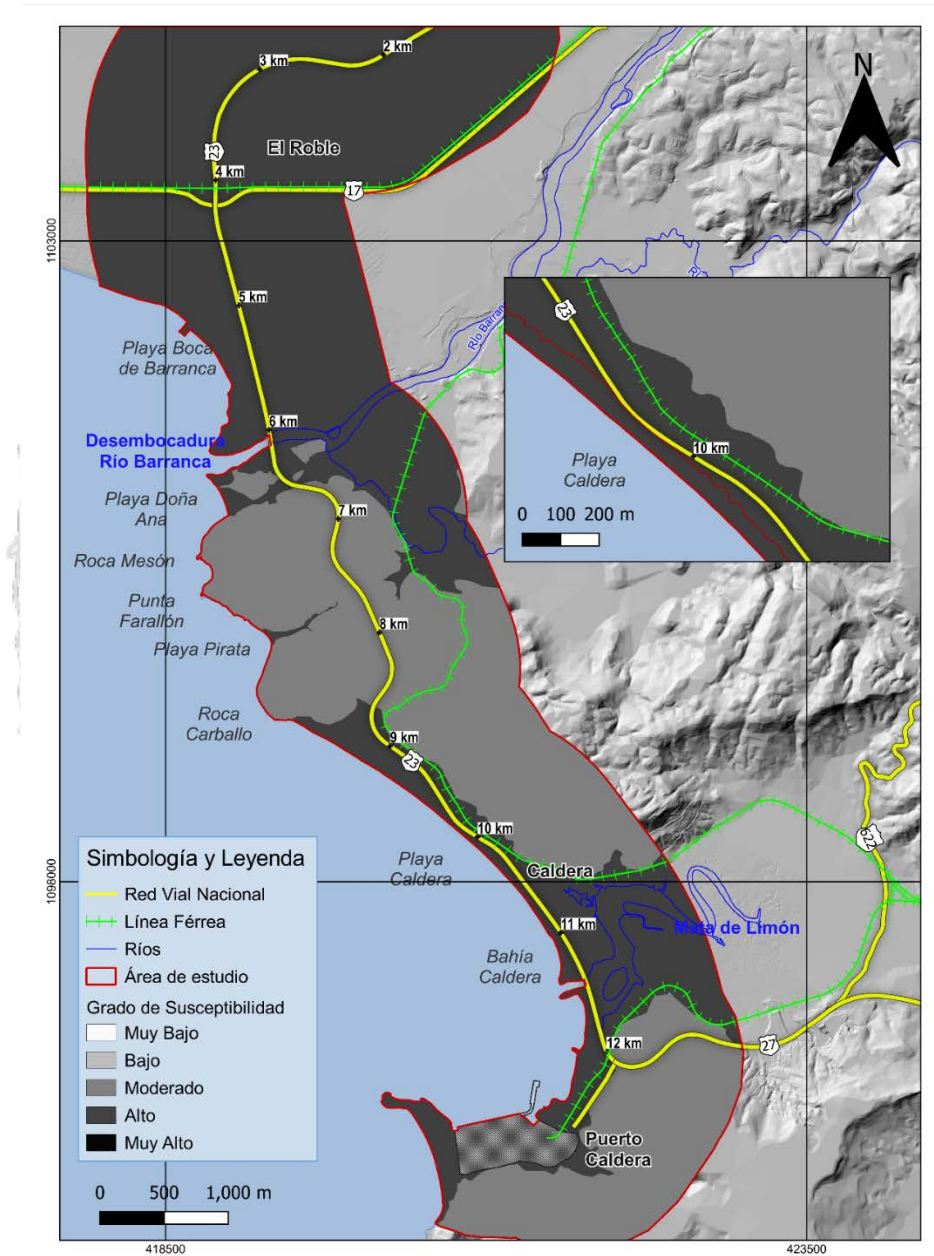 N
2 km
3 km
23
El Roble
4 km
17
1103000
5 km
Río Barran
Playa Boca
de Barranca
6 km
Desembocadura
Río Barranca
23
10 km
Playa
Caldera
0 100 200 m
Playa Doña
Ana
7 km
Roca Mesón
Punta
Farallón
8 km
Playa Pirata
Roca
Carballo
9 km
23
10 km
622
Playa
Caldera
Caldera
1098000
11 km
Mata de Limón
Bahía
Caldera
12 km
27
Puerto
Caldera
Simbología y Leyenda
Red Vial Nacional
Línea Férrea
Ríos
Área de estudio
Grado de Susceptibilidad
Muy Bajo
Bajo
Moderado
Alto
Muy Alto
0 500 1,000 m
418500 423500